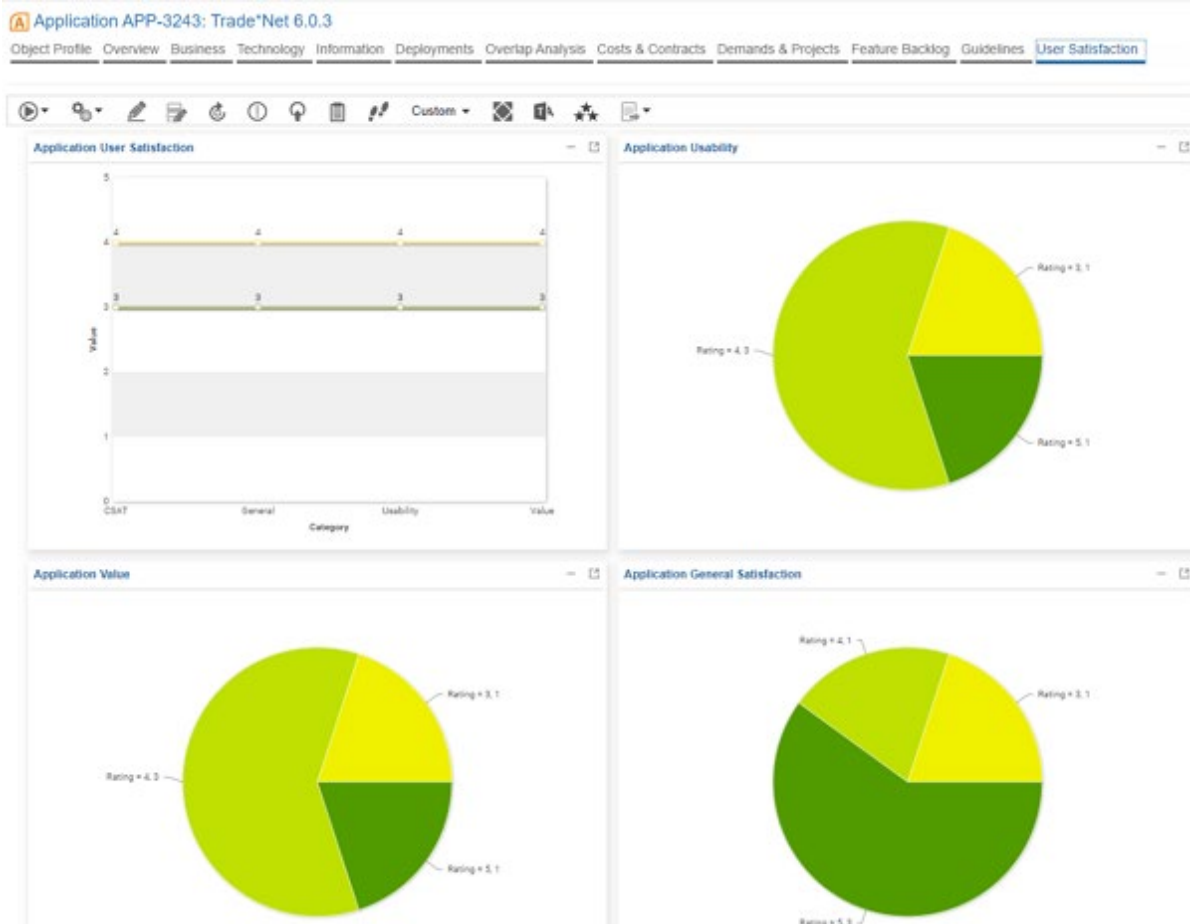 A Application APP-3243: Trade*Net 6.0.3
Object Profile Overview Business Technology Information Deployments Overlap Analysis Costs & Contracts Demands & Projects Feature Backlog Guidelines User Satisfaction
Custom
Application User Satisfaction
5
4 4 4 4
4
3 3 3 3
3
Value
2
1
0
CSAT General Usability Value
Category
Application Usability
Rating = 3, 1
Rating = 4, 3
Rating = 5, 1
Application Value
Rating = 3, 1
Rating = 4, 3
Rating = 5, 1
Application General Satisfaction
Rating = 4, 1
Rating = 3, 1
Rating = 5, 3